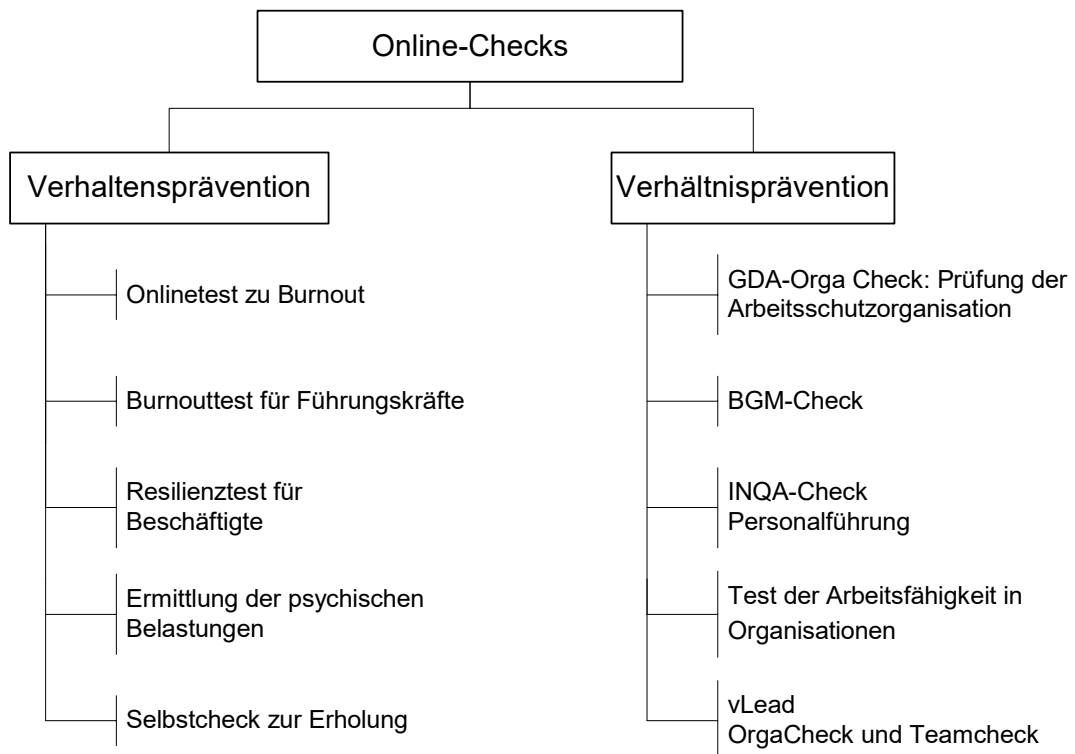 Online-Checks
Verhaltensprävention
Onlinetest zu Burnout
Burnouttest für Führungskräfte
Resilienztest für
Beschäftigte
Ermittlung der psychischen
Belastungen
Selbstcheck zur Erholung
Verhältnisprävention
GDA-Orga Check: Prüfung der
Arbeitsschutzorganisation
BGM-Check
INQA-Check
Personalführung
Test der Arbeitsfähigkeit in
Organisationen
vLead
OrgaCheck und Teamcheck